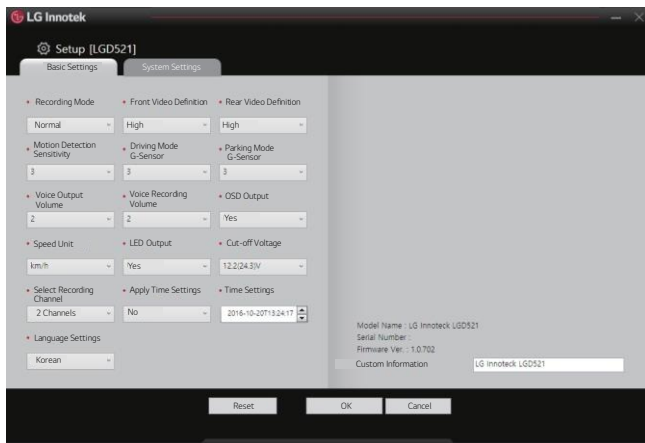 LG Innotek
Setup [LGD521]
Basic Settings
System Settings
Recording Mode
Front Video Definition
Rear Video Definition
Normal
High
High
Motion Detection
Sensitivity
Driving Mode
G-Sensor
Parking Mode
G-Sensor
3
3
3
Voice Output
Volume
Voice Recording
Volume
OSD Output
2
2
Yes
Speed Unit
LED Output
Cut-off Voltage
km/h
Yes
12.2(24.3)V
Select Recording
Channel
Apply Time Settings
Time Settings
2 Channels
No
2016-10-20T13:24:17
Language Settings
Korean
Model Name : LG Innoteck LGD521
Serial Number :
Firmware Ver. : 1.0.702
Custom Information
LG Innoteck LGD521
Reset
OK
Cancel